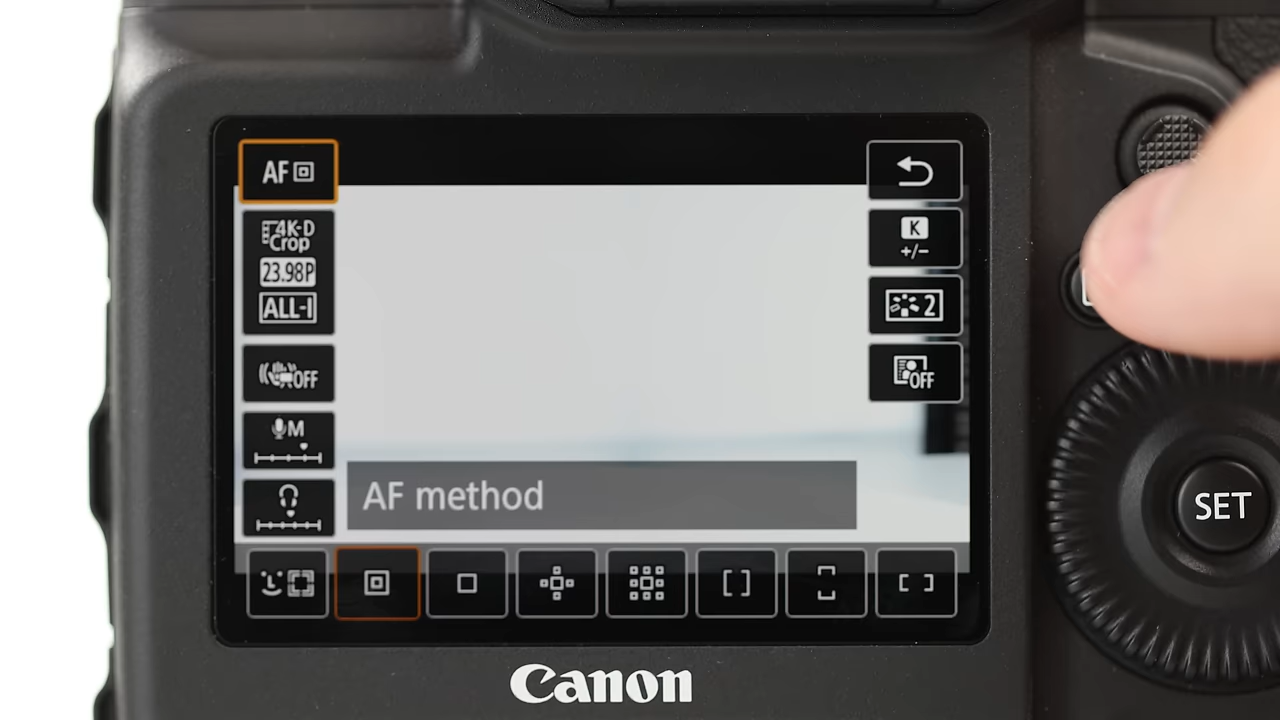 AF
4K-D
Crop
23.98P
ALL-I
OFF
M
K
+/-
2
OFF
AF method
SET
Canon